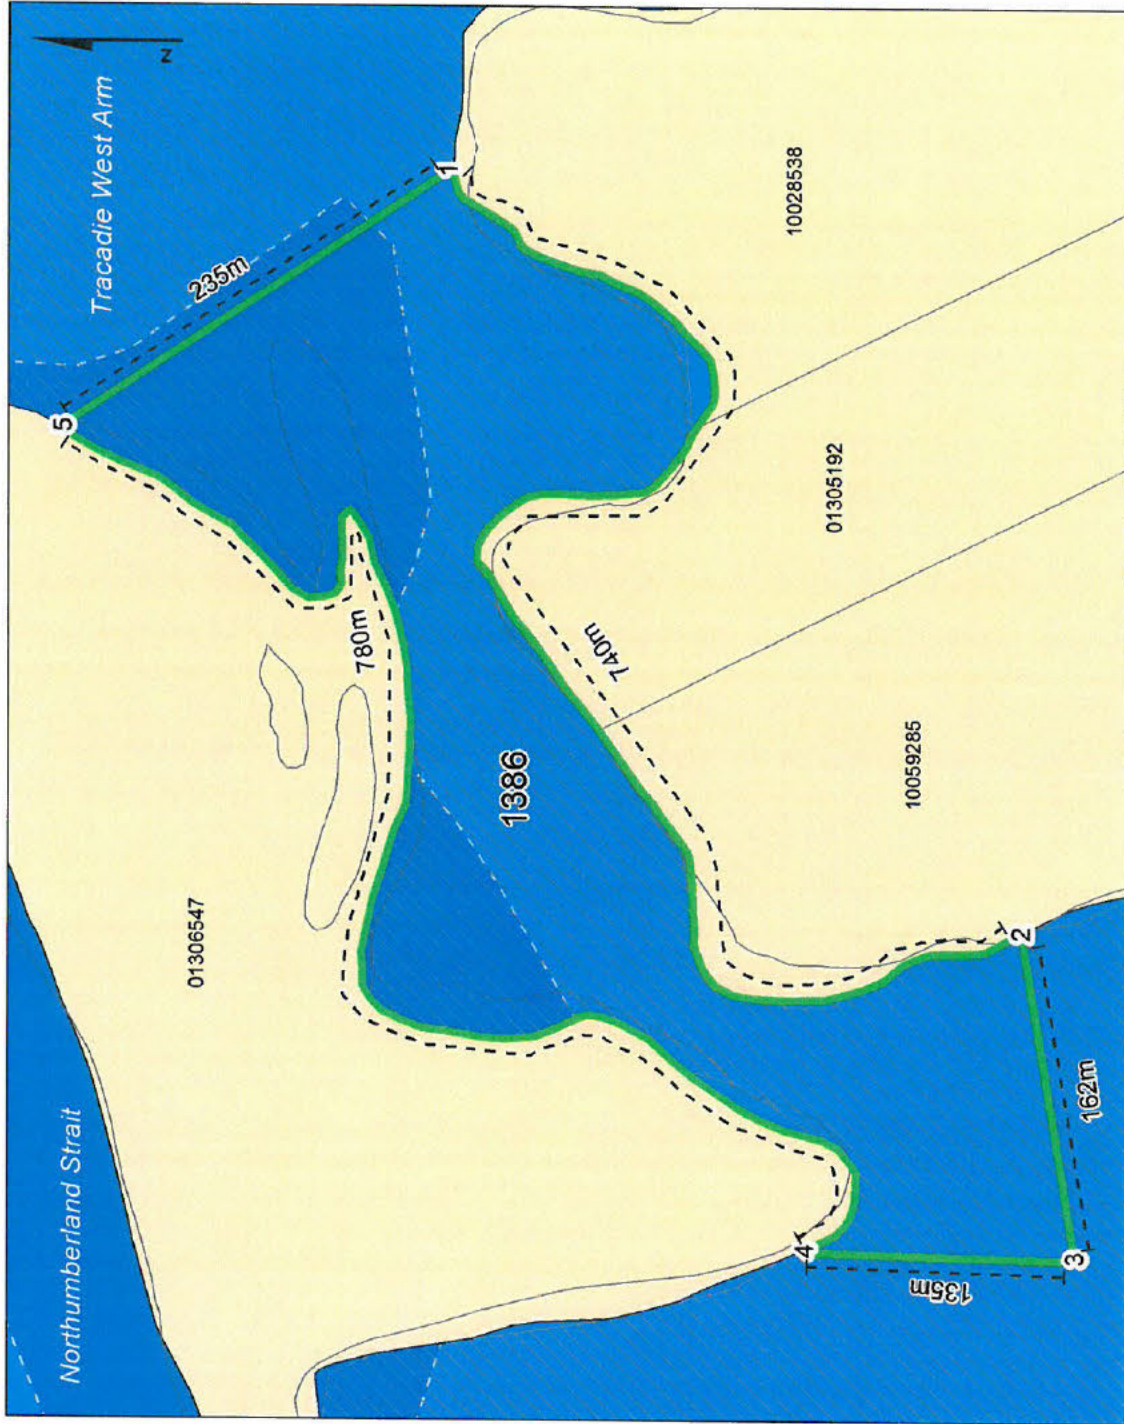 Northumberland Strait
Tracadie West Arm
N
5
235m
1
01306547
780m
1386
740m
10028538
01305192
10059285
4
135m
3
162m
2